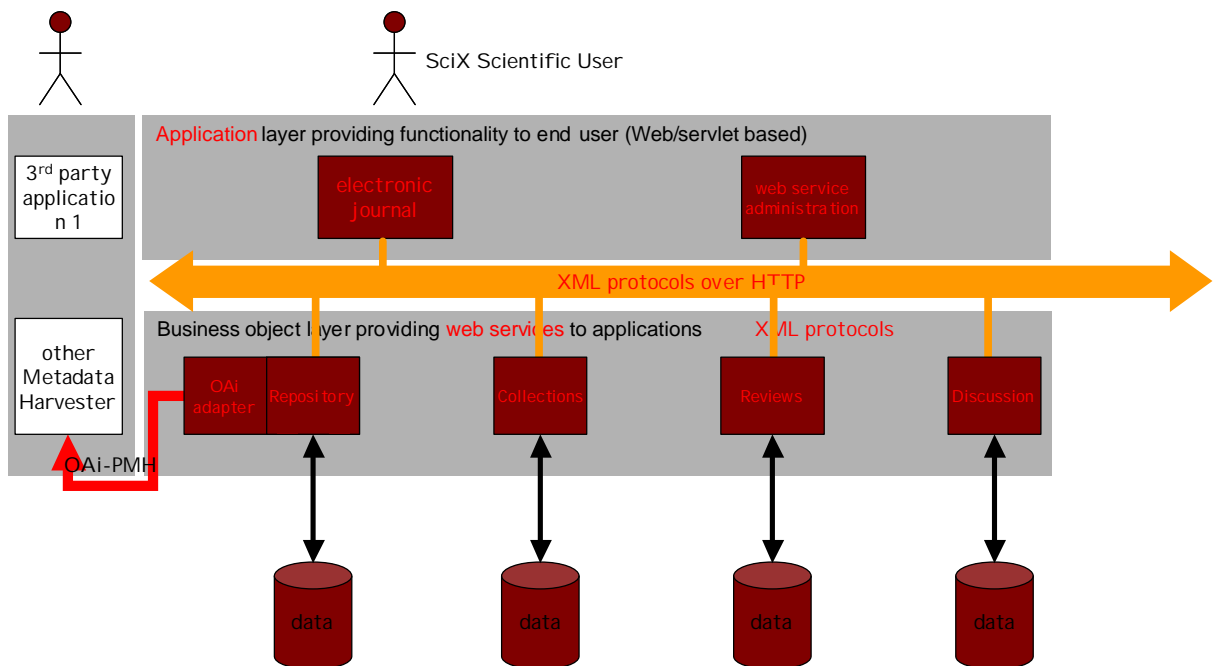 SciX Scientific User
Application layer providing functionality to end user (Web/servlet based)
3rd party
applicatio
n 1
electronic
journal
web service
administration
XML protocols over HTTP
Business object layer providing web services to applications
XML protocols
other
Metadata
Harvester
OAi
adapter
Repository
Collections
Reviews
Discussion
OAi-PMH
data
data
data
data